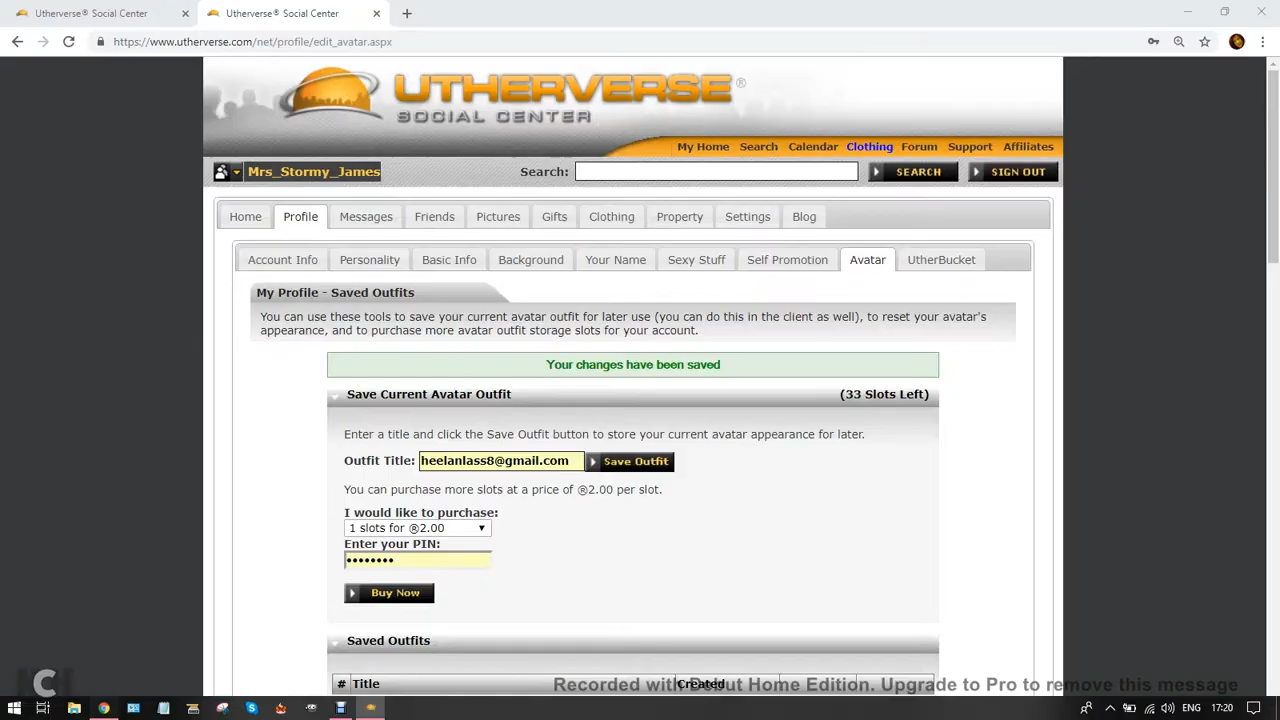 Utherverse® Social Center
Utherverse® Social Center
https://www.utherverse.com/net/profile/edit_avatar.aspx
UTHERVERSE®
SOCIAL CENTER
My Home Search Calendar Clothing Forum Support Affiliates
Mrs_Stormy_James Search: SEARCH SIGN OUT
Home Profile Messages Friends Pictures Gifts Clothing Property Settings Blog
Account Info Personality Basic Info Background Your Name Sexy Stuff Self Promotion Avatar UtherBucket
My Profile - Saved Outfits
You can use these tools to save your current avatar outfit for later use (you can do this in the client as well), to reset your avatar's
appearance, and to purchase more avatar outfit storage slots for your account.
Your changes have been saved
Save Current Avatar Outfit (33 Slots Left)
Enter a title and click the Save Outfit button to store your current avatar appearance for later.
Outfit Title: heelanlass8@gmail.com Save Outfit
You can purchase more slots at a price of ®2.00 per slot.
I would like to purchase:
1 slots for ®2.00
Enter your PIN:
Buy Now
Saved Outfits
# Title Created
Recorded with Debut Home Edition. Upgrade to Pro to remove this message
ENG 17:20